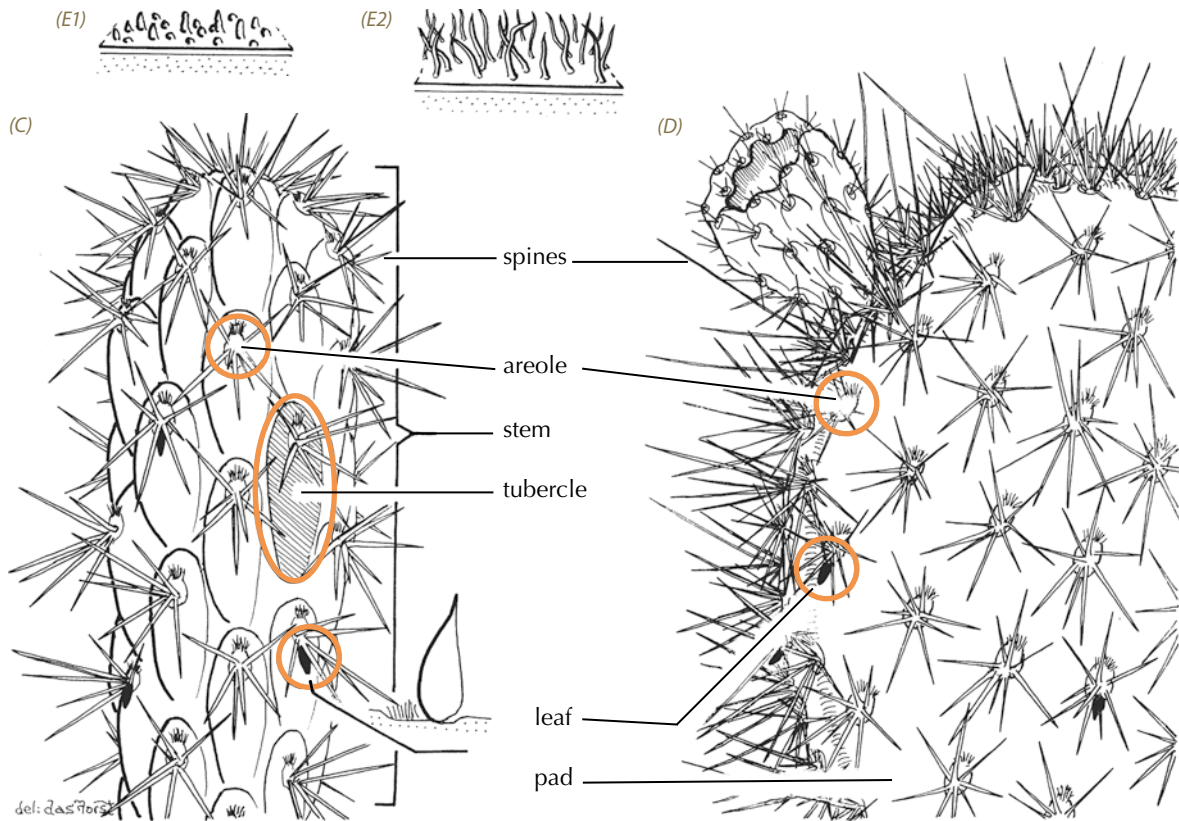 (E1)
(E2)
(C)
(D)
spines
areole
stem
tubercle
leaf
pad